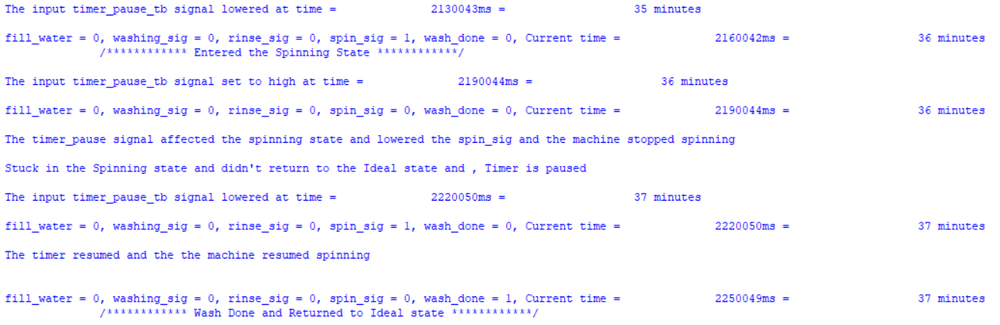 The input timer_pause_tb signal lowered at time = 2130043ms = 35 minutes
fill_water = 0, washing_sig = 0, rinse_sig = 0, spin_sig = 1, wash_done = 0, Current time = 2160042ms = 36 minutes
/************ Entered the Spinning State ************/
The input timer_pause_tb signal set to high at time = 2190044ms = 36 minutes
fill_water = 0, washing_sig = 0, rinse_sig = 0, spin_sig = 0, wash_done = 0, Current time = 2190044ms = 36 minutes
The timer_pause signal affected the spinning state and lowered the spin_sig and the machine stopped spinning
Stuck in the Spinning state and didn't return to the Ideal state and , Timer is paused
The input timer_pause_tb signal lowered at time = 2220050ms = 37 minutes
fill_water = 0, washing_sig = 0, rinse_sig = 0, spin_sig = 1, wash_done = 0, Current time = 2220050ms = 37 minutes
The timer resumed and the the machine resumed spinning
fill_water = 0, washing_sig = 0, rinse_sig = 0, spin_sig = 0, wash_done = 1, Current time = 2250049ms = 37 minutes
/************ Wash Done and Returned to Ideal state ************/